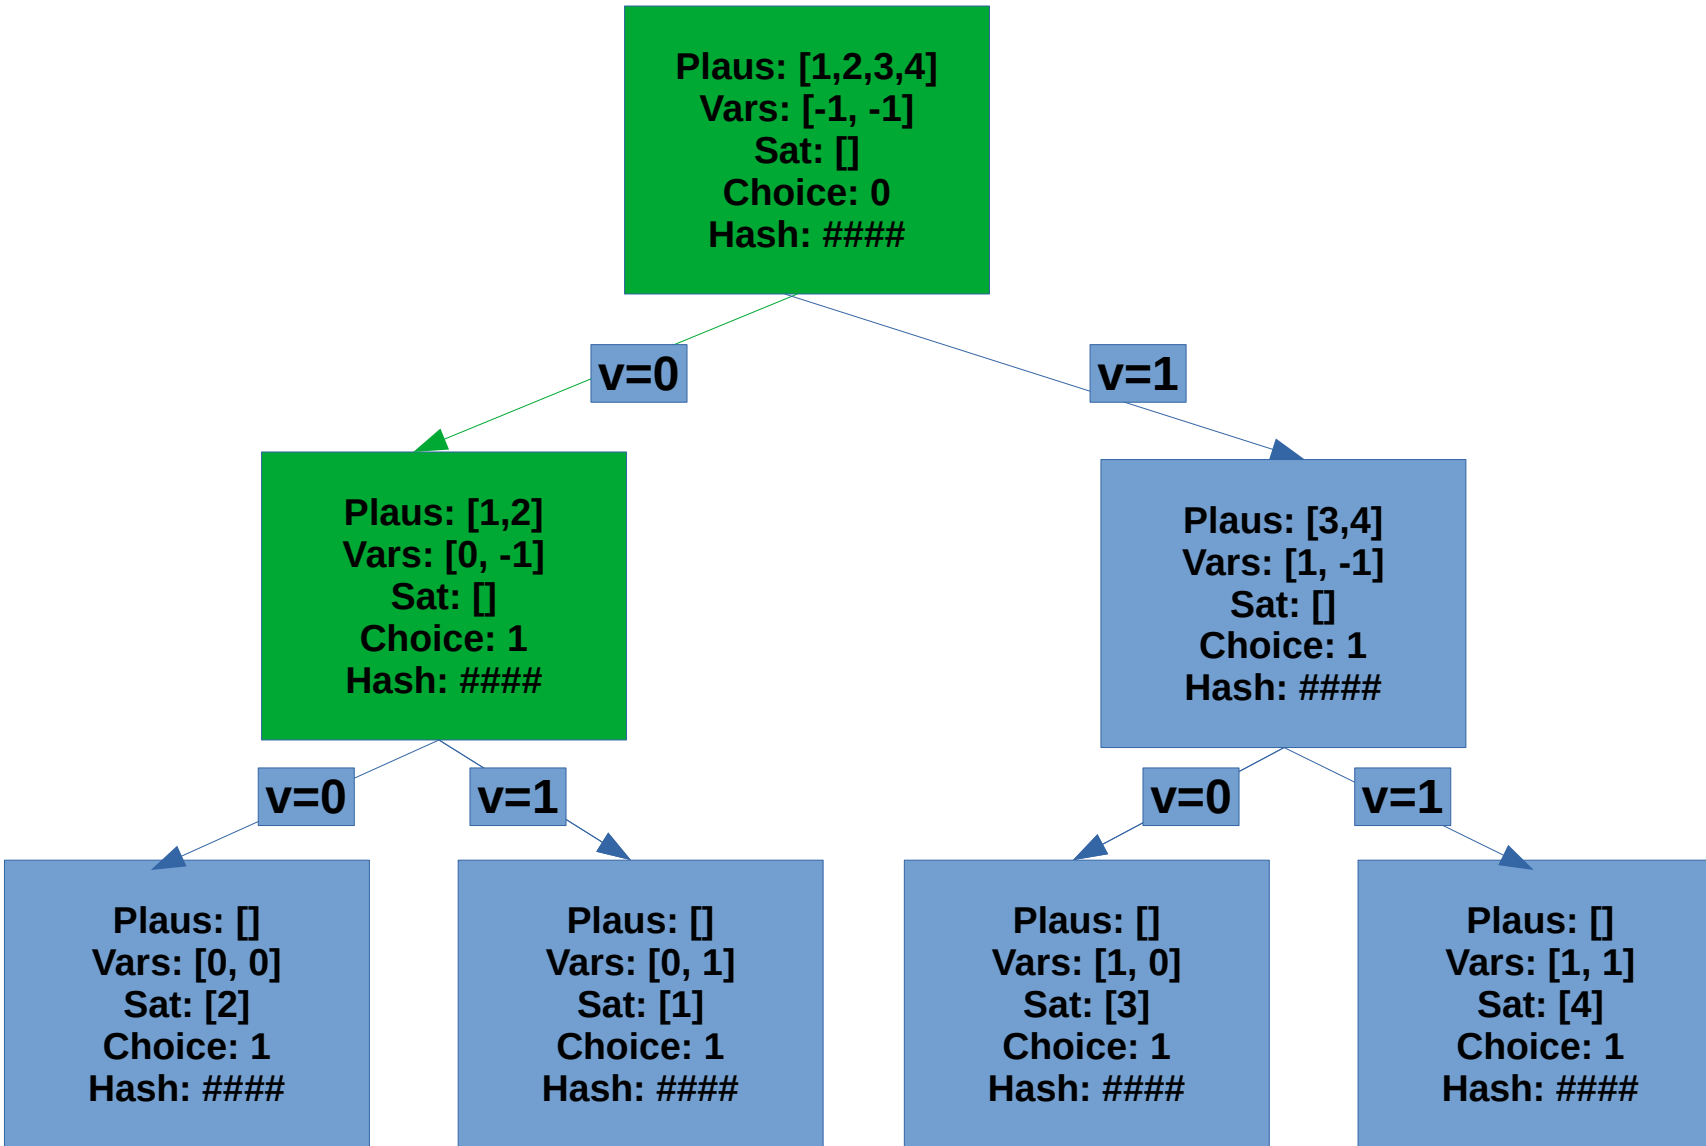 Plaus: [1,2,3,4]
Vars: [-1, -1]
Sat: []
Choice: 0
Hash: ####
v=0
v=1
Plaus: [1,2]
Vars: [0, -1]
Sat: []
Choice: 1
Hash: ####
Plaus: [3,4]
Vars: [1, -1]
Sat: []
Choice: 1
Hash: ####
v=0
v=1
v=0
v=1
Plaus: []
Vars: [0, 0]
Sat: [2]
Choice: 1
Hash: ####
Plaus: []
Vars: [0, 1]
Sat: [1]
Choice: 1
Hash: ####
Plaus: []
Vars: [1, 0]
Sat: [3]
Choice: 1
Hash: ####
Plaus: []
Vars: [1, 1]
Sat: [4]
Choice: 1
Hash: ####